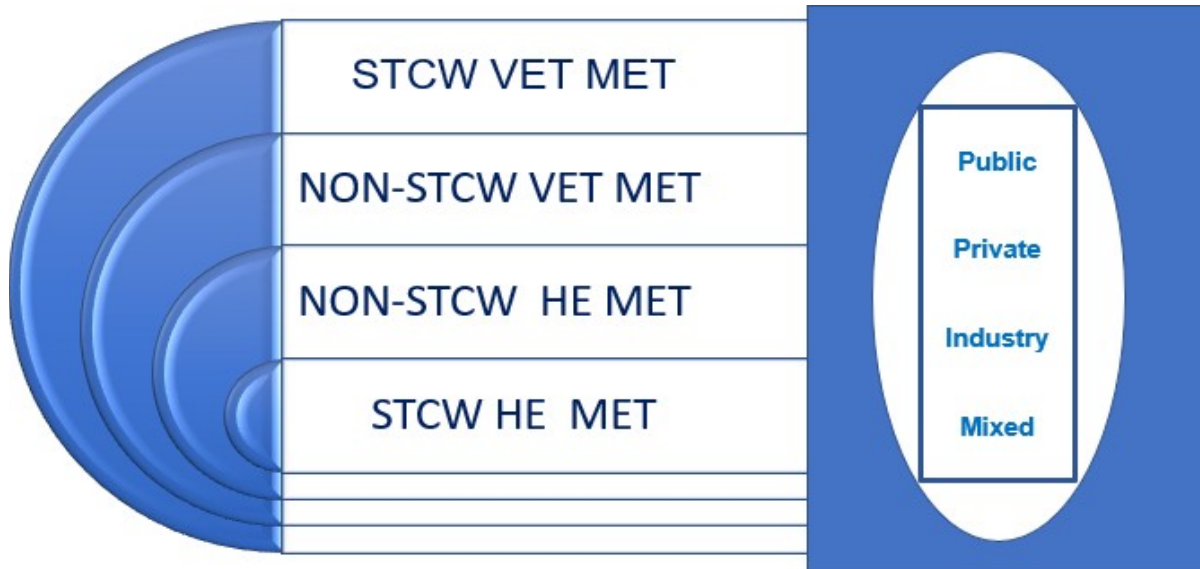 STCW VET MET
NON-STCW VET MET
NON-STCW  HE MET
STCW HE  MET
Public
Private
Industry
Mixed